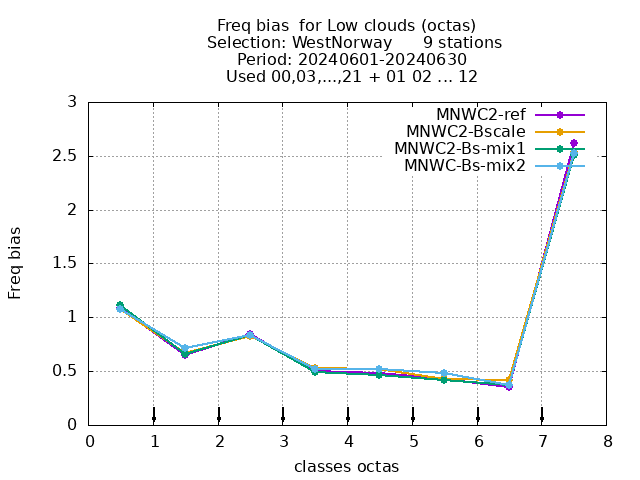 Freq bias  for Low clouds (octas)
Selection: WestNorway      9 stations
Period: 20240601-20240630
Used 00,03,...,21 + 01 02 ... 12
MNWC2-ref
MNWC2-Bscale
MNWC2-Bs-mix1
MNWC-Bs-mix2
3
2.5
2
1.5
1
0.5
0
Freq bias
0 1 2 3 4 5 6 7 8
classes octas